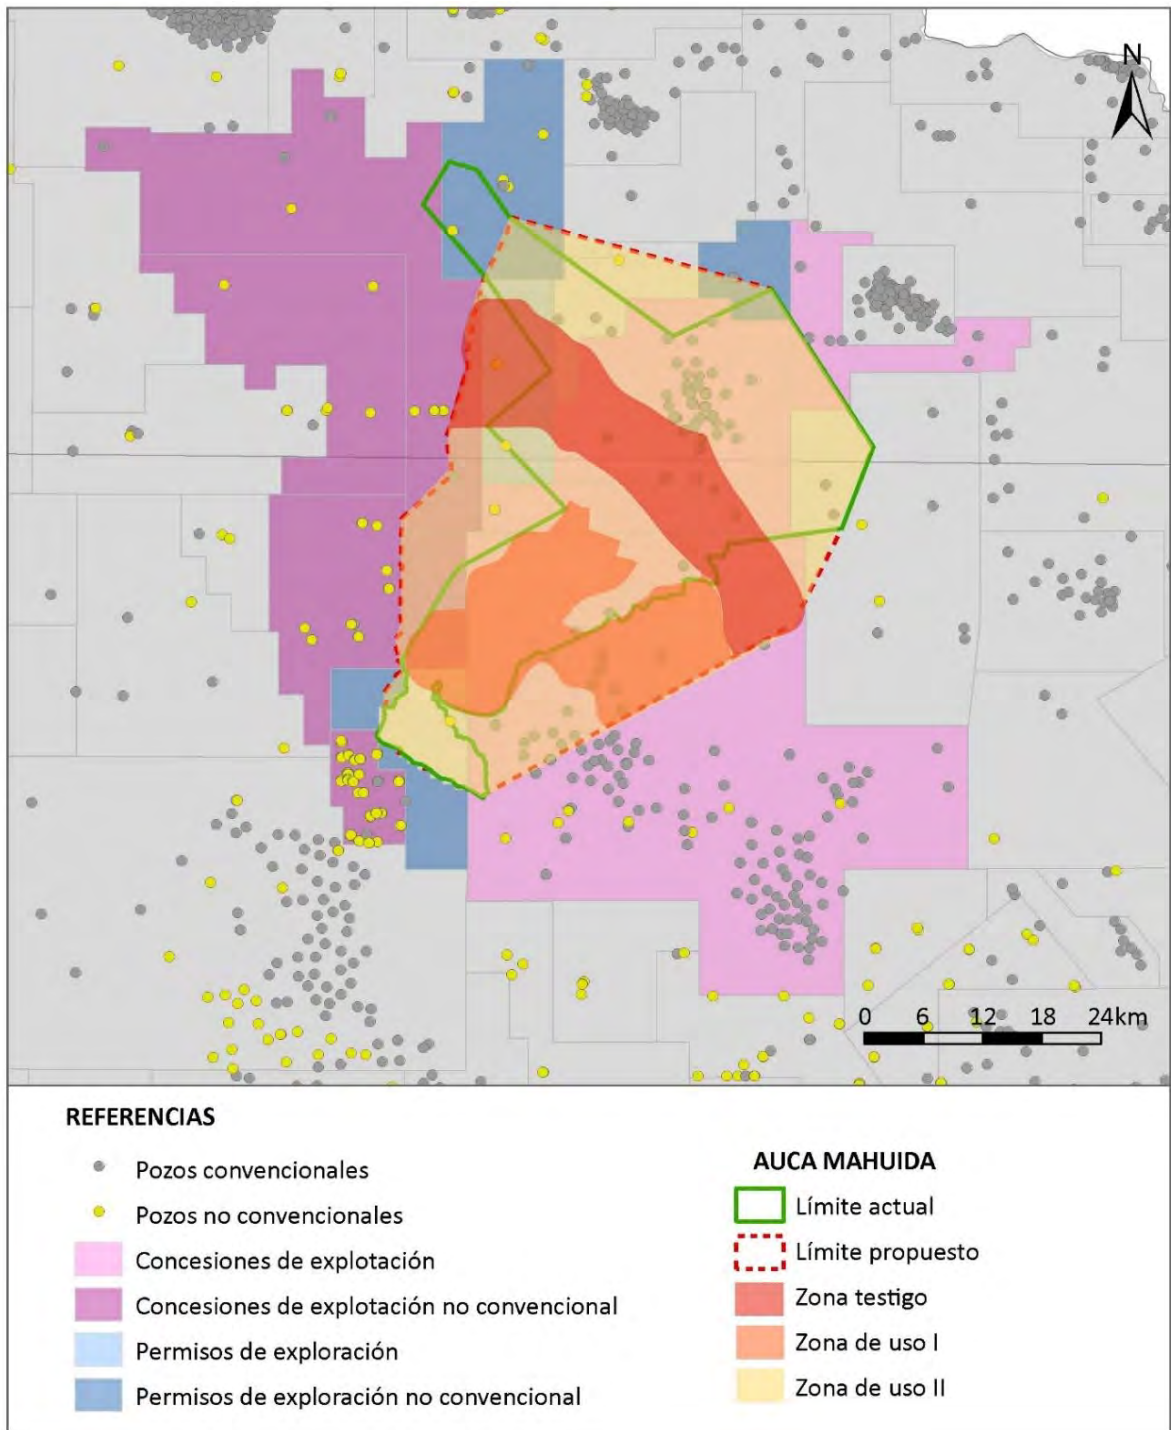 N
0 6 12 18 24km
REFERENCIAS
Pozos convencionales
Pozos no convencionales
Concesiones de explotación
Concesiones de explotación no convencional
Permisos de exploración
Permisos de exploración no convencional
AUCA MAHUIDA
Límite actual
Límite propuesto
Zona testigo
Zona de uso I
Zona de uso II